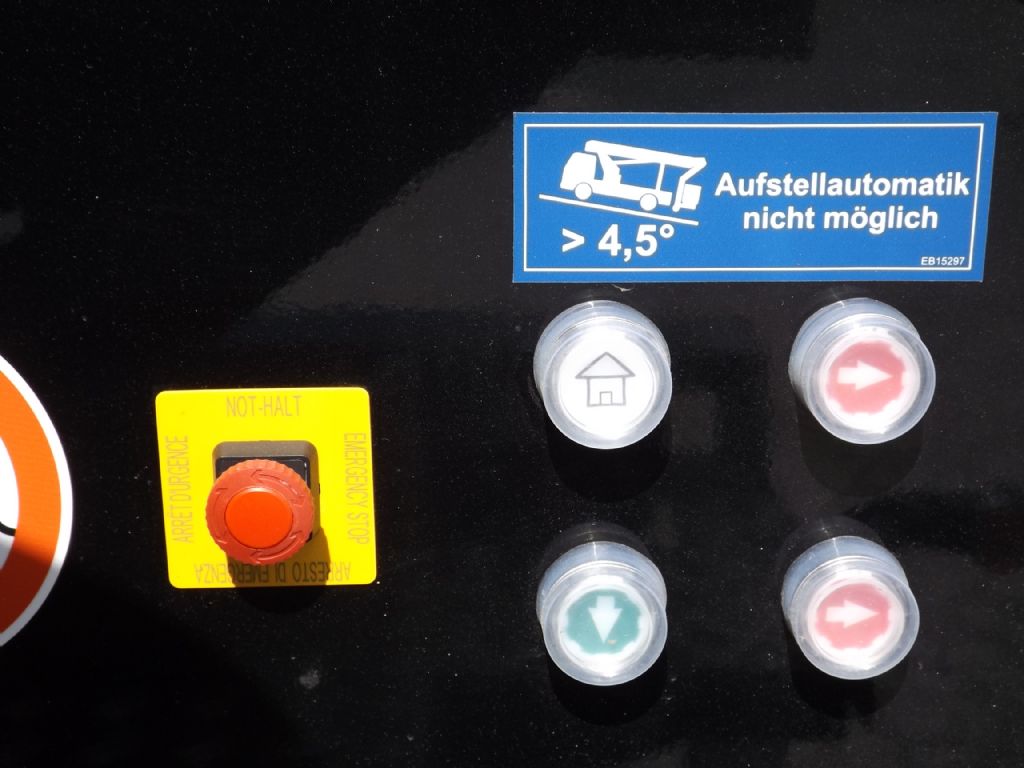 Aufstellautomatik
nicht möglich
> 4,5°
EB15297
NOT-HALT
ARRET D'URGENCE
EMERGENCY STOP
ARRESTO DI EMERGENZA